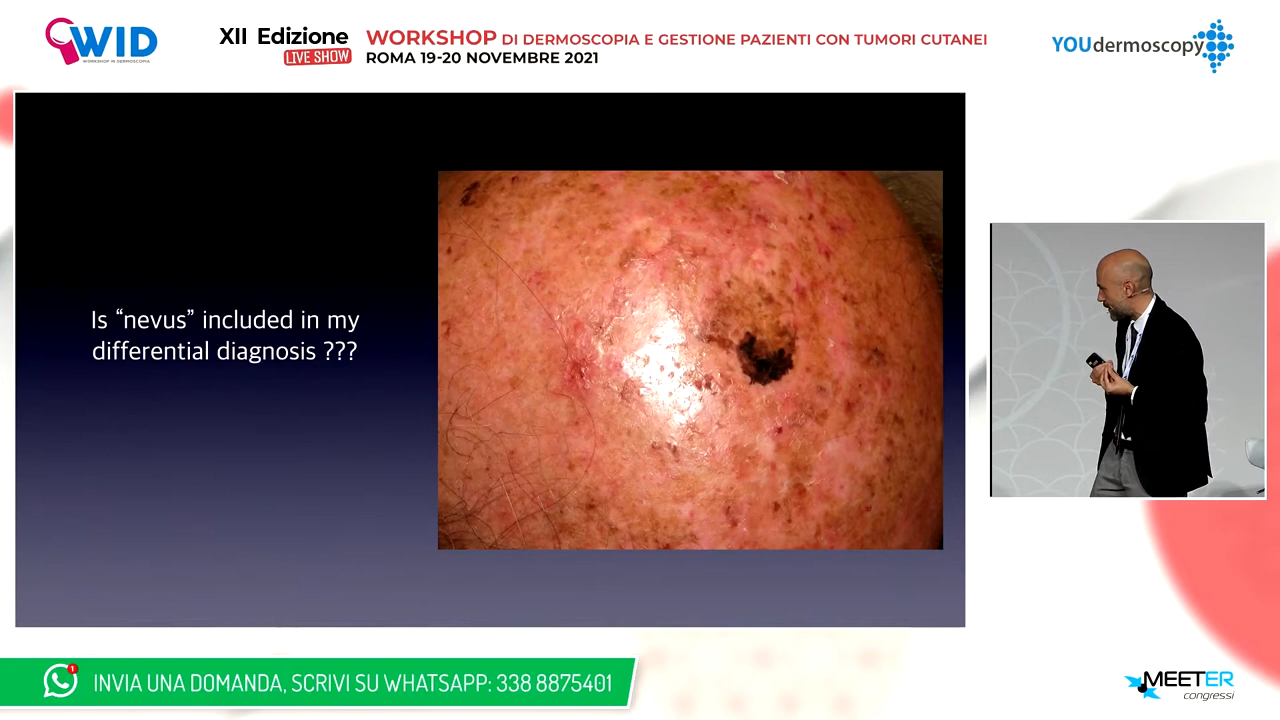 WID
WORKSHOP IN DERMOSCOPIA
XII Edizione
LIVE SHOW
WORKSHOP DI DERMOSCOPIA E GESTIONE PAZIENTI CON TUMORI CUTANEI
ROMA 19-20 NOVEMBRE 2021
YOUdermoscopy
Is “nevus” included in my
differential diagnosis ???
1
INVIA UNA DOMANDA, SCRIVI SU WHATSAPP: 338 8875401
MEETER
congressi